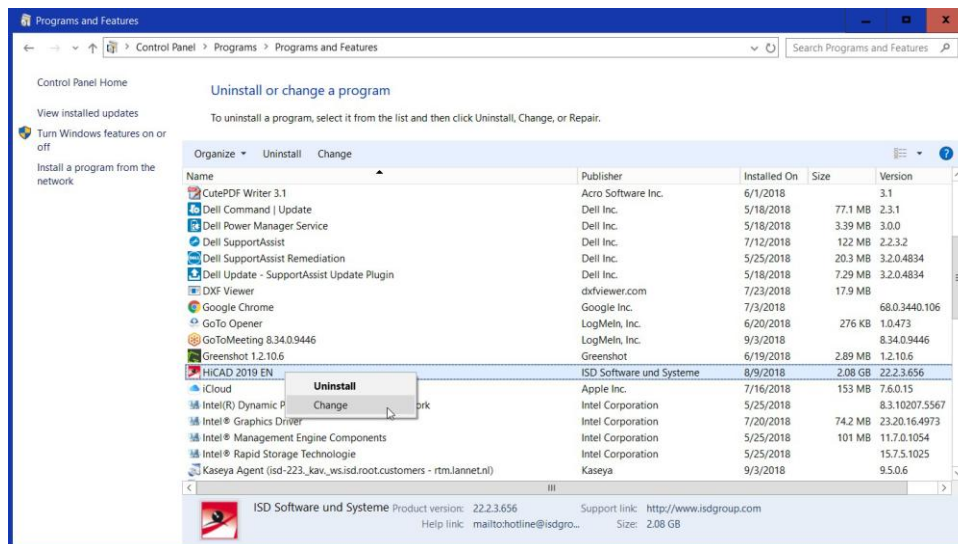 Programs and Features
Control Panel > Programs > Programs and Features
Search Programs and Features
Control Panel Home
View installed updates
Turn Windows features on or
off
Install a program from the
network
Uninstall or change a program
To uninstall a program, select it from the list and then click Uninstall, Change, or Repair.
Organize Uninstall Change
Name Publisher Installed On Size Version
CutePDF Writer 3.1 Acro Software Inc. 6/1/2018 3.1
Dell Command | Update Dell Inc. 5/18/2018 77.1 MB 2.3.1
Dell Power Manager Service Dell Inc. 5/18/2018 3.39 MB 3.0.0
Dell SupportAssist Dell Inc. 7/12/2018 122 MB 2.2.3.2
Dell SupportAssist Remediation Dell Inc. 5/25/2018 20.3 MB 3.2.0.4834
Dell Update - SupportAssist Update Plugin Dell Inc. 5/18/2018 7.29 MB 3.2.0.4834
DXF Viewer dxfviewer.com 7/23/2018 17.9 MB
Google Chrome Google Inc. 7/3/2018 68.0.3440.106
GoTo Opener LogMeIn, Inc. 6/20/2018 276 KB 1.0.473
GoToMeeting 8.34.0.9446 LogMeIn, Inc. 9/3/2018 8.34.0.9446
Greenshot 1.2.10.6 Greenshot 6/19/2018 2.89 MB 1.2.10.6
HiCAD 2019 EN ISD Software und Systeme 8/9/2018 2.08 GB 22.2.3.656
iCloud Apple Inc. 7/16/2018 153 MB 7.6.0.15
Uninstall
Change
Intel(R) Dynamic P ork Intel Corporation 5/25/2018 8.3.10207.5567
Intel® Graphics Driver Intel Corporation 7/20/2018 74.2 MB 23.20.16.4973
Intel® Management Engine Components Intel Corporation 5/25/2018 101 MB 11.7.0.1054
Intel® Rapid Storage Technologie Intel Corporation 5/25/2018 15.7.5.1025
Kaseya Agent (isd-223._kav._ws.isd.root.customers - rtm.lannet.nl) Kaseya 9/3/2018 9.5.0.6
ISD Software und Systeme Product version: 22.2.3.656 Support link: http://www.isdgroup.com
Help link: mailto:hotline@isdgro... Size: 2.08 GB